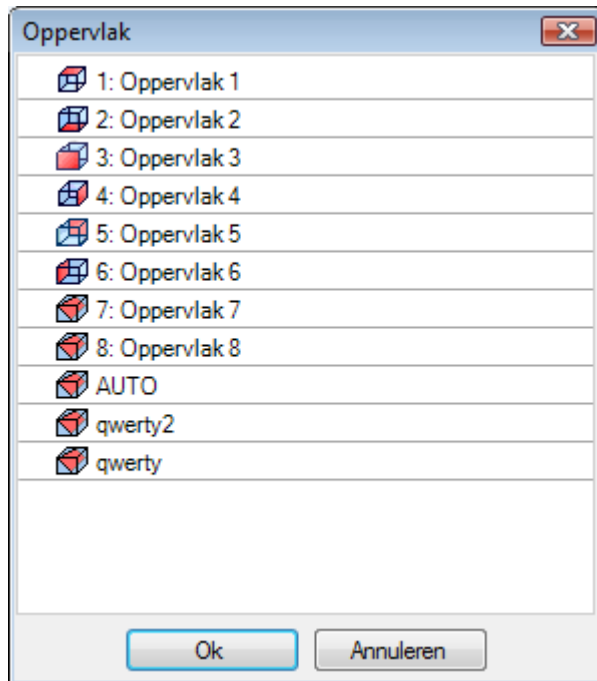 Oppervlak
1: Oppervlak 1
2: Oppervlak 2
3: Oppervlak 3
4: Oppervlak 4
5: Oppervlak 5
6: Oppervlak 6
7: Oppervlak 7
8: Oppervlak 8
AUTO
qwerty2
qwerty
Ok Annuleren